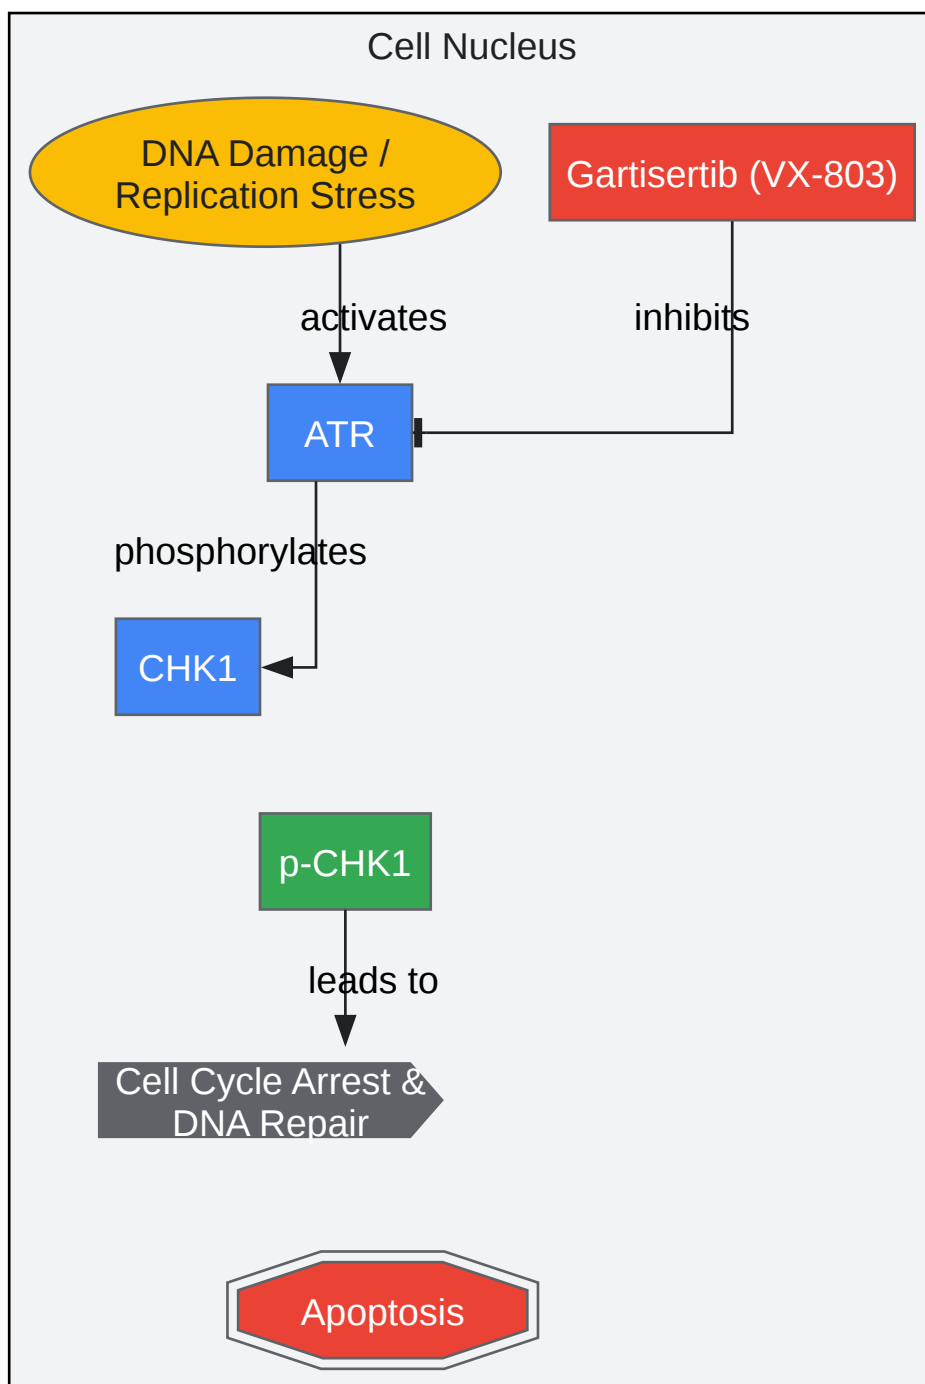 Cell Nucleus
DNA Damage /
Replication Stress
Gartisertib (VX-803)
activates
inhibits
ATR
phosphorylates
CHK1
p-CHK1
leads to
Cell Cycle Arrest &
DNA Repair
Apoptosis